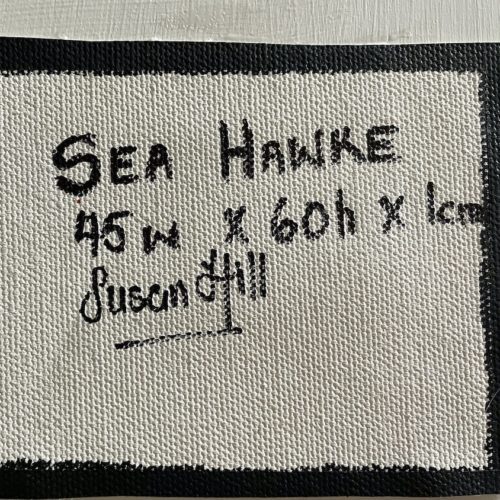 SEA HAWKE
45w x 60h x 1cm
Susan Hill